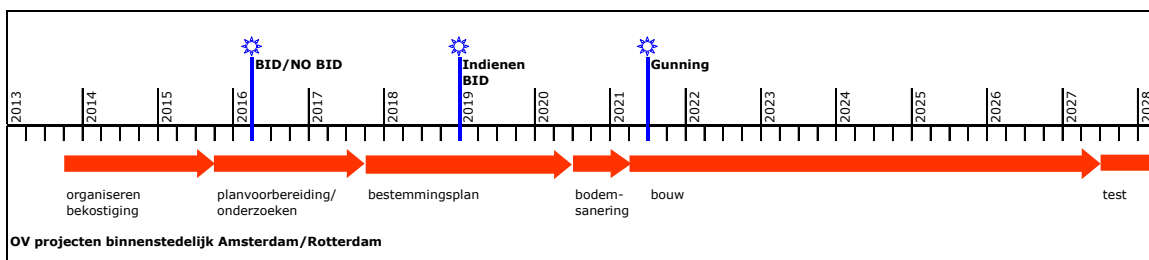 BID/NO BID
Indienen
BID
Gunning
2013
2014
2015
2016
2017
2018
2019
2020
2021
2022
2023
2024
2025
2026
2027
2028
organiseren
bekostiging
planvoorbereiding/
onderzoeken
bestemmingsplan
bodem-
sanering
bouw
test
OV projecten binnenstedelijk Amsterdam/Rotterdam